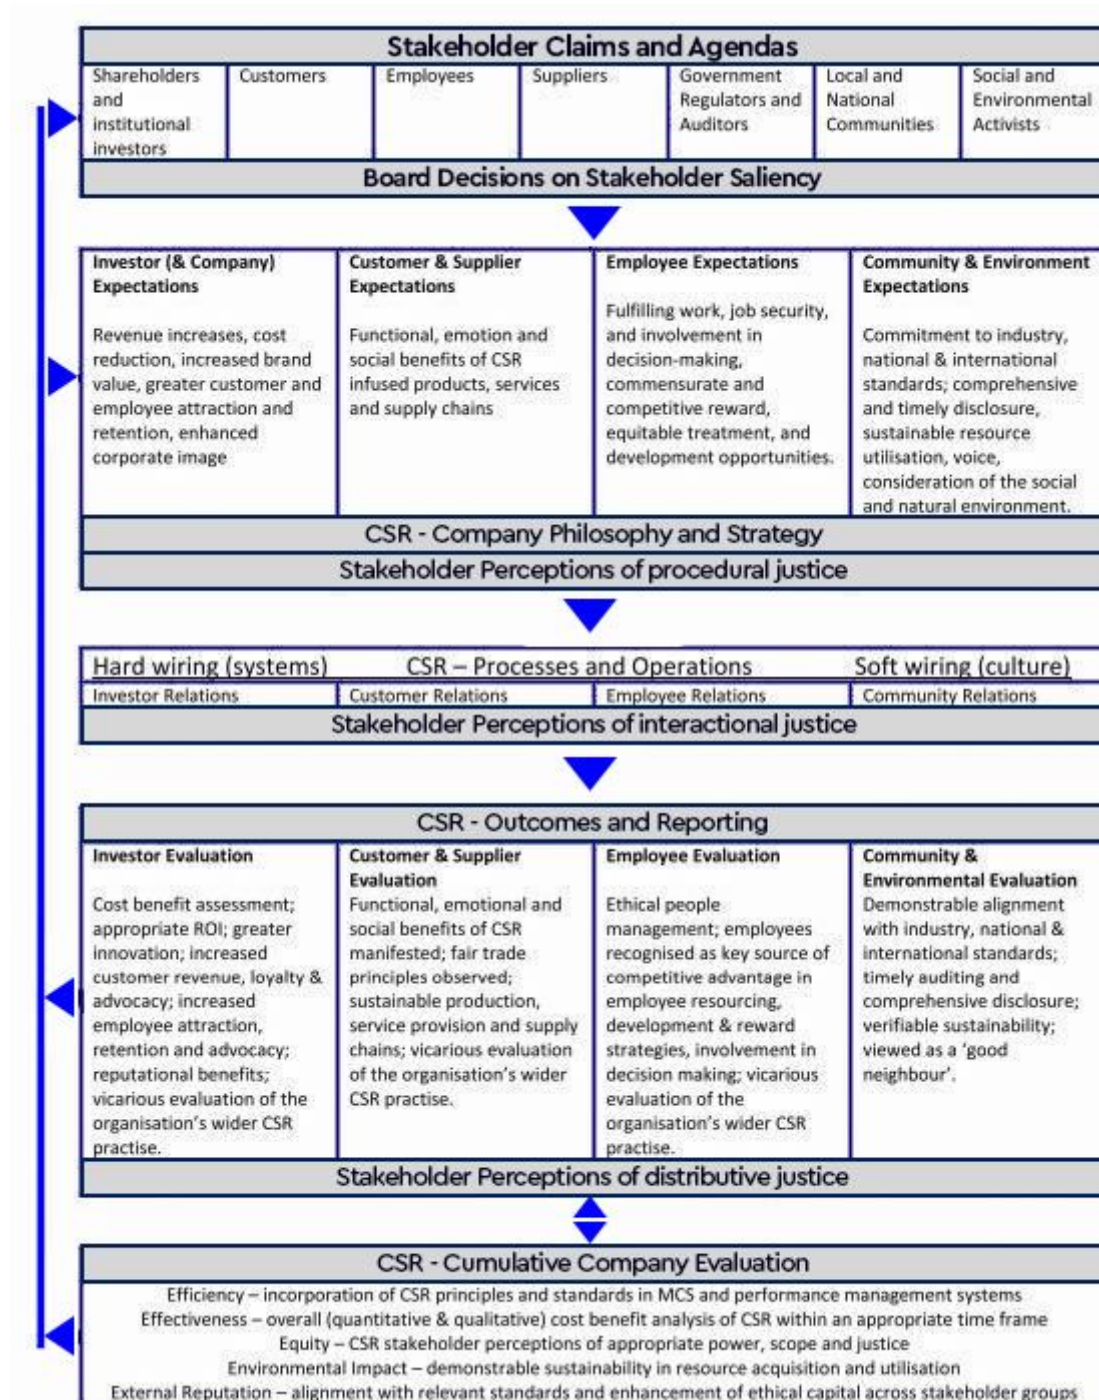 Stakeholder Claims and Agendas
Shareholders
and
institutional
investors
Customers
Employees
Suppliers
Government
Regulators and
Auditors
Local and
National
Communities
Social and
Environmental
Activists
Board Decisions on Stakeholder Saliency
Investor (& Company)
Expectations
Revenue increases, cost
reduction, increased brand
value, greater customer and
employee attraction and
retention, enhanced
corporate image
Customer & Supplier
Expectations
Functional, emotion and
social benefits of CSR
infused products, services
and supply chains
Employee Expectations
Fulfilling work, job security,
and involvement in
decision-making,
commensurate and
competitive reward,
equitable treatment, and
development opportunities.
Community & Environment
Expectations
Commitment to industry,
national & international
standards; comprehensive
and timely disclosure,
sustainable resource
utilisation, voice,
consideration of the social
and natural environment.
CSR - Company Philosophy and Strategy
Stakeholder Perceptions of procedural justice
Hard wiring (systems) CSR – Processes and Operations Soft wiring (culture)
Investor Relations
Customer Relations
Employee Relations
Community Relations
Stakeholder Perceptions of interactional justice
CSR - Outcomes and Reporting
Investor Evaluation
Cost benefit assessment;
appropriate ROI; greater
innovation; increased
customer revenue, loyalty &
advocacy; increased
employee attraction,
retention and advocacy;
reputational benefits;
vicarious evaluation of the
organisation's wider CSR
practise.
Customer & Supplier
Evaluation
Functional, emotional and
social benefits of CSR
manifested; fair trade
principles observed;
sustainable production,
service provision and supply
chains; vicarious evaluation
of the organisation's wider
CSR practise.
Employee Evaluation
Ethical people
management; employees
recognised as key source of
competitive advantage in
employee resourcing,
development & reward
strategies, involvement in
decision making; vicarious
evaluation of the
organisation's wider CSR
practise.
Community &
Environmental Evaluation
Demonstrable alignment
with industry, national &
international standards;
timely auditing and
comprehensive disclosure;
verifiable sustainability;
viewed as a 'good
neighbour'.
Stakeholder Perceptions of distributive justice
CSR - Cumulative Company Evaluation
Efficiency – incorporation of CSR principles and standards in MCS and performance management systems
Effectiveness – overall (quantitative & qualitative) cost benefit analysis of CSR within an appropriate time frame
Equity – CSR stakeholder perceptions of appropriate power, scope and justice
Environmental Impact – demonstrable sustainability in resource acquisition and utilisation
External Reputation – alignment with relevant standards and enhancement of ethical capital across stakeholder groups